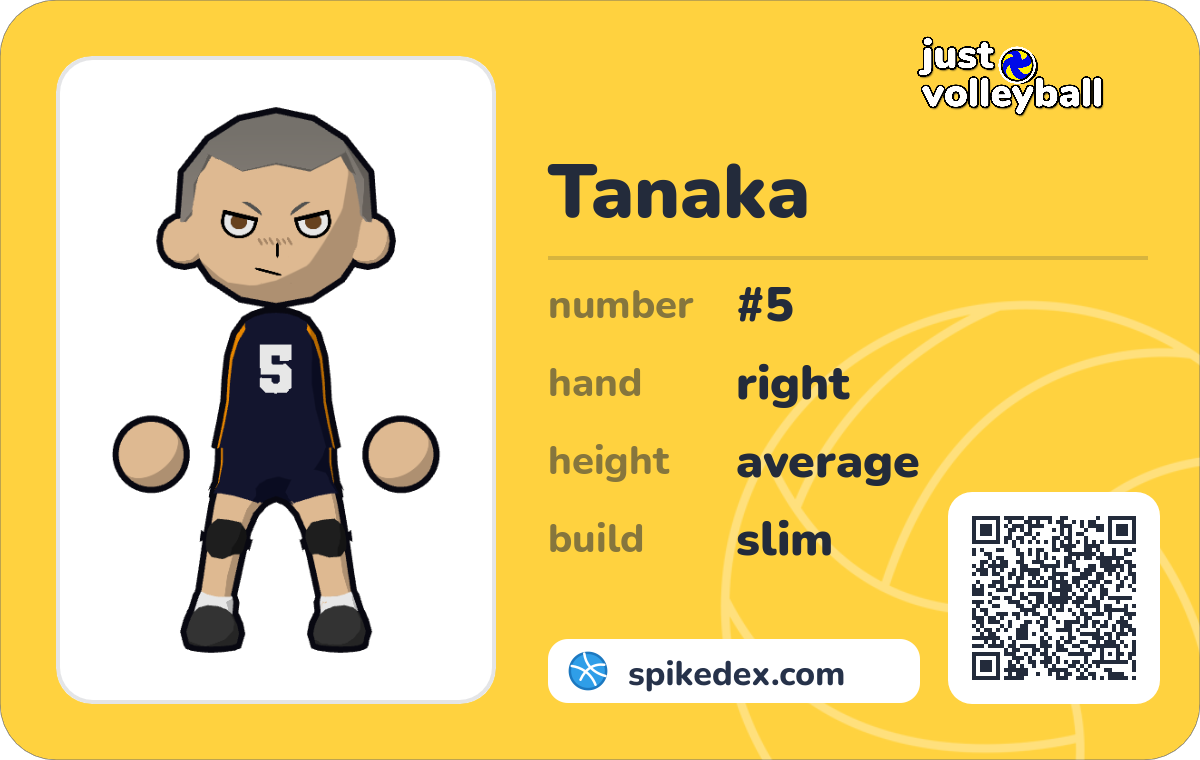 just
volleyball
Tanaka
number #5
hand right
height average
build slim
5
spikedex.com